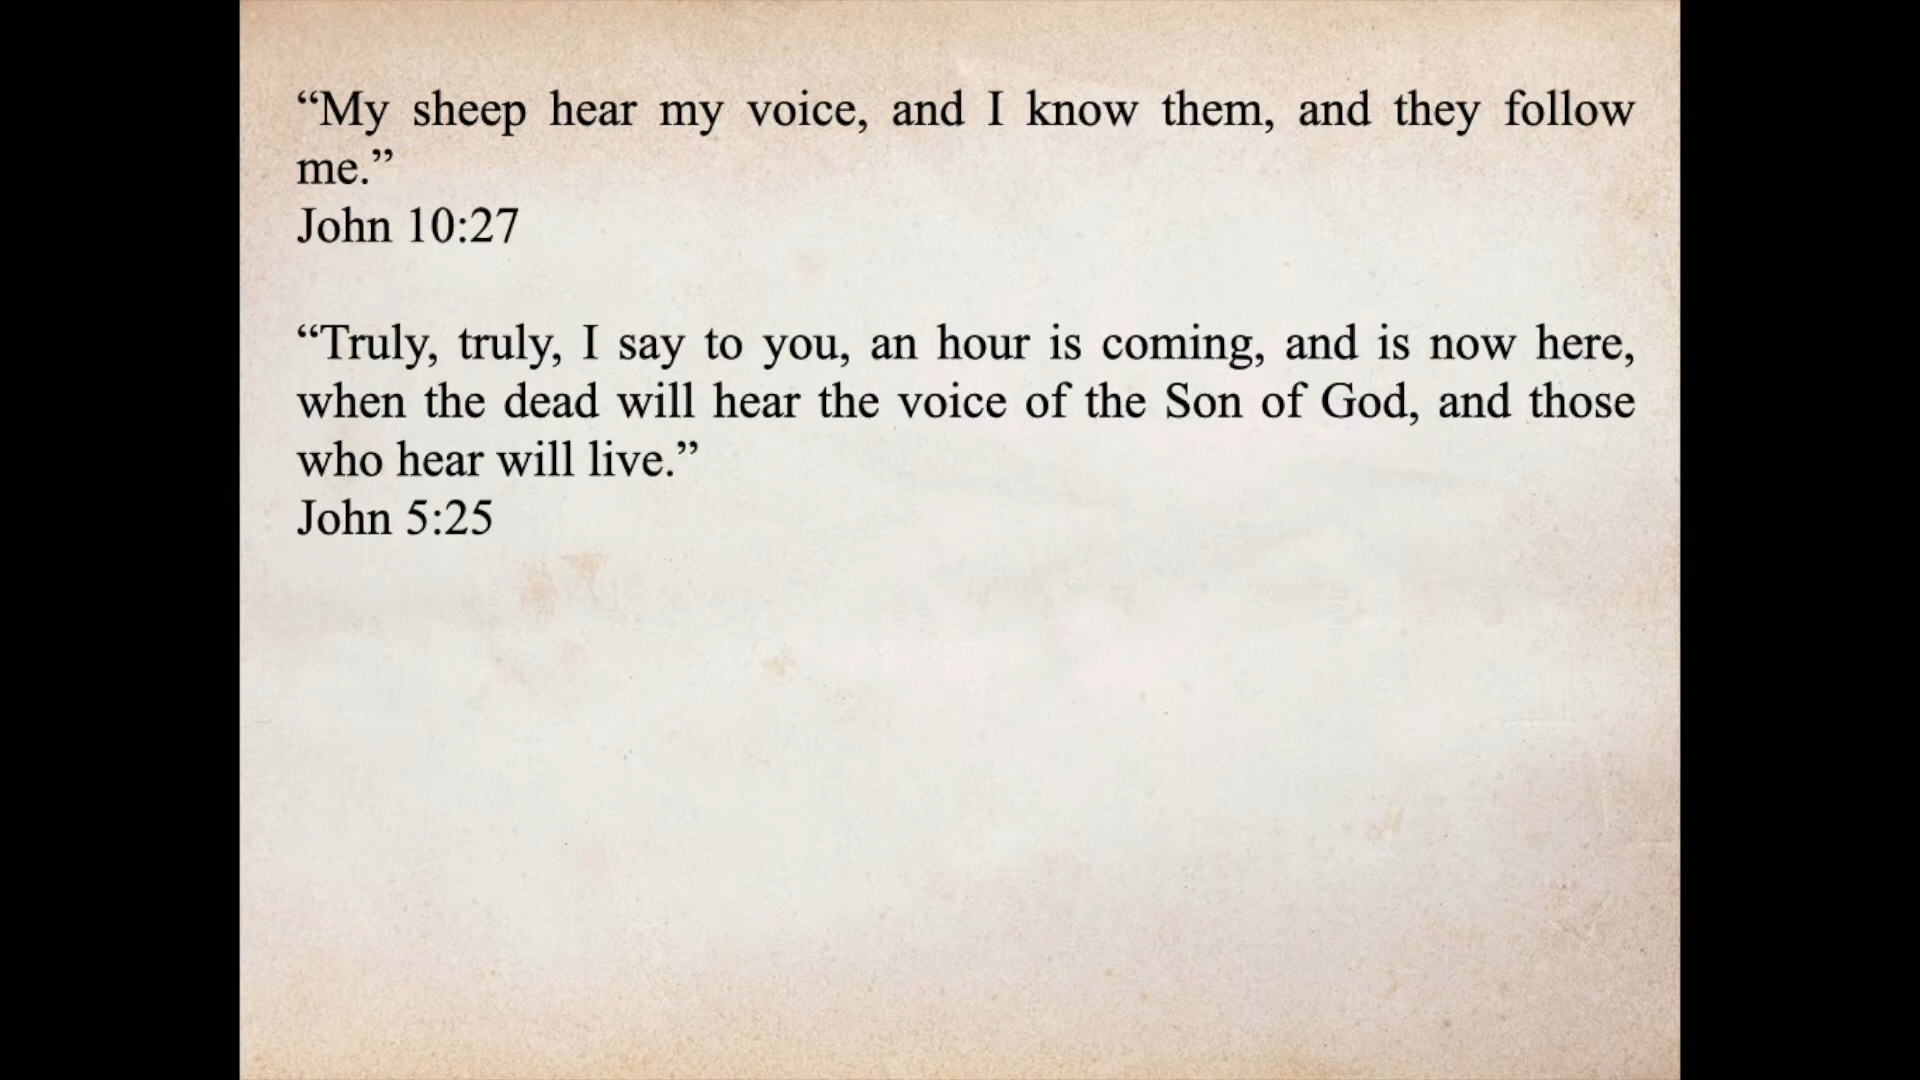 “My sheep hear my voice, and I know them, and they follow
me.”
John 10:27
“Truly, truly, I say to you, an hour is coming, and is now here,
when the dead will hear the voice of the Son of God, and those
who hear will live.”
John 5:25